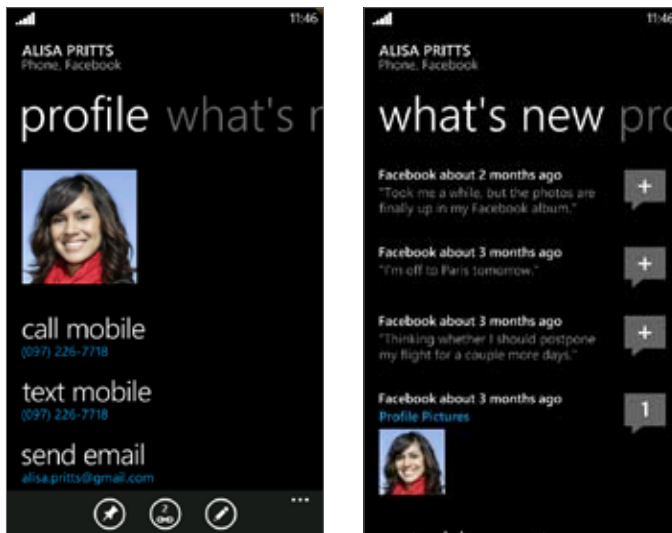 11:46
ALISA PRITTS
Phone, Facebook
profile what's n
call mobile
(097) 226-7718
text mobile
(097) 226-7718
send email
alisa.pritts@gmail.com
2
...
11:46
ALISA PRITTS
Phone, Facebook
what's new pro
Facebook about 2 months ago
"Took me a while, but the photos are
finally up in my Facebook album."
+
Facebook about 3 months ago
"I'm off to Paris tomorrow."
+
Facebook about 3 months ago
"Thinking whether I should postpone
my flight for a couple more days."
+
Facebook about 3 months ago
Profile Pictures
1